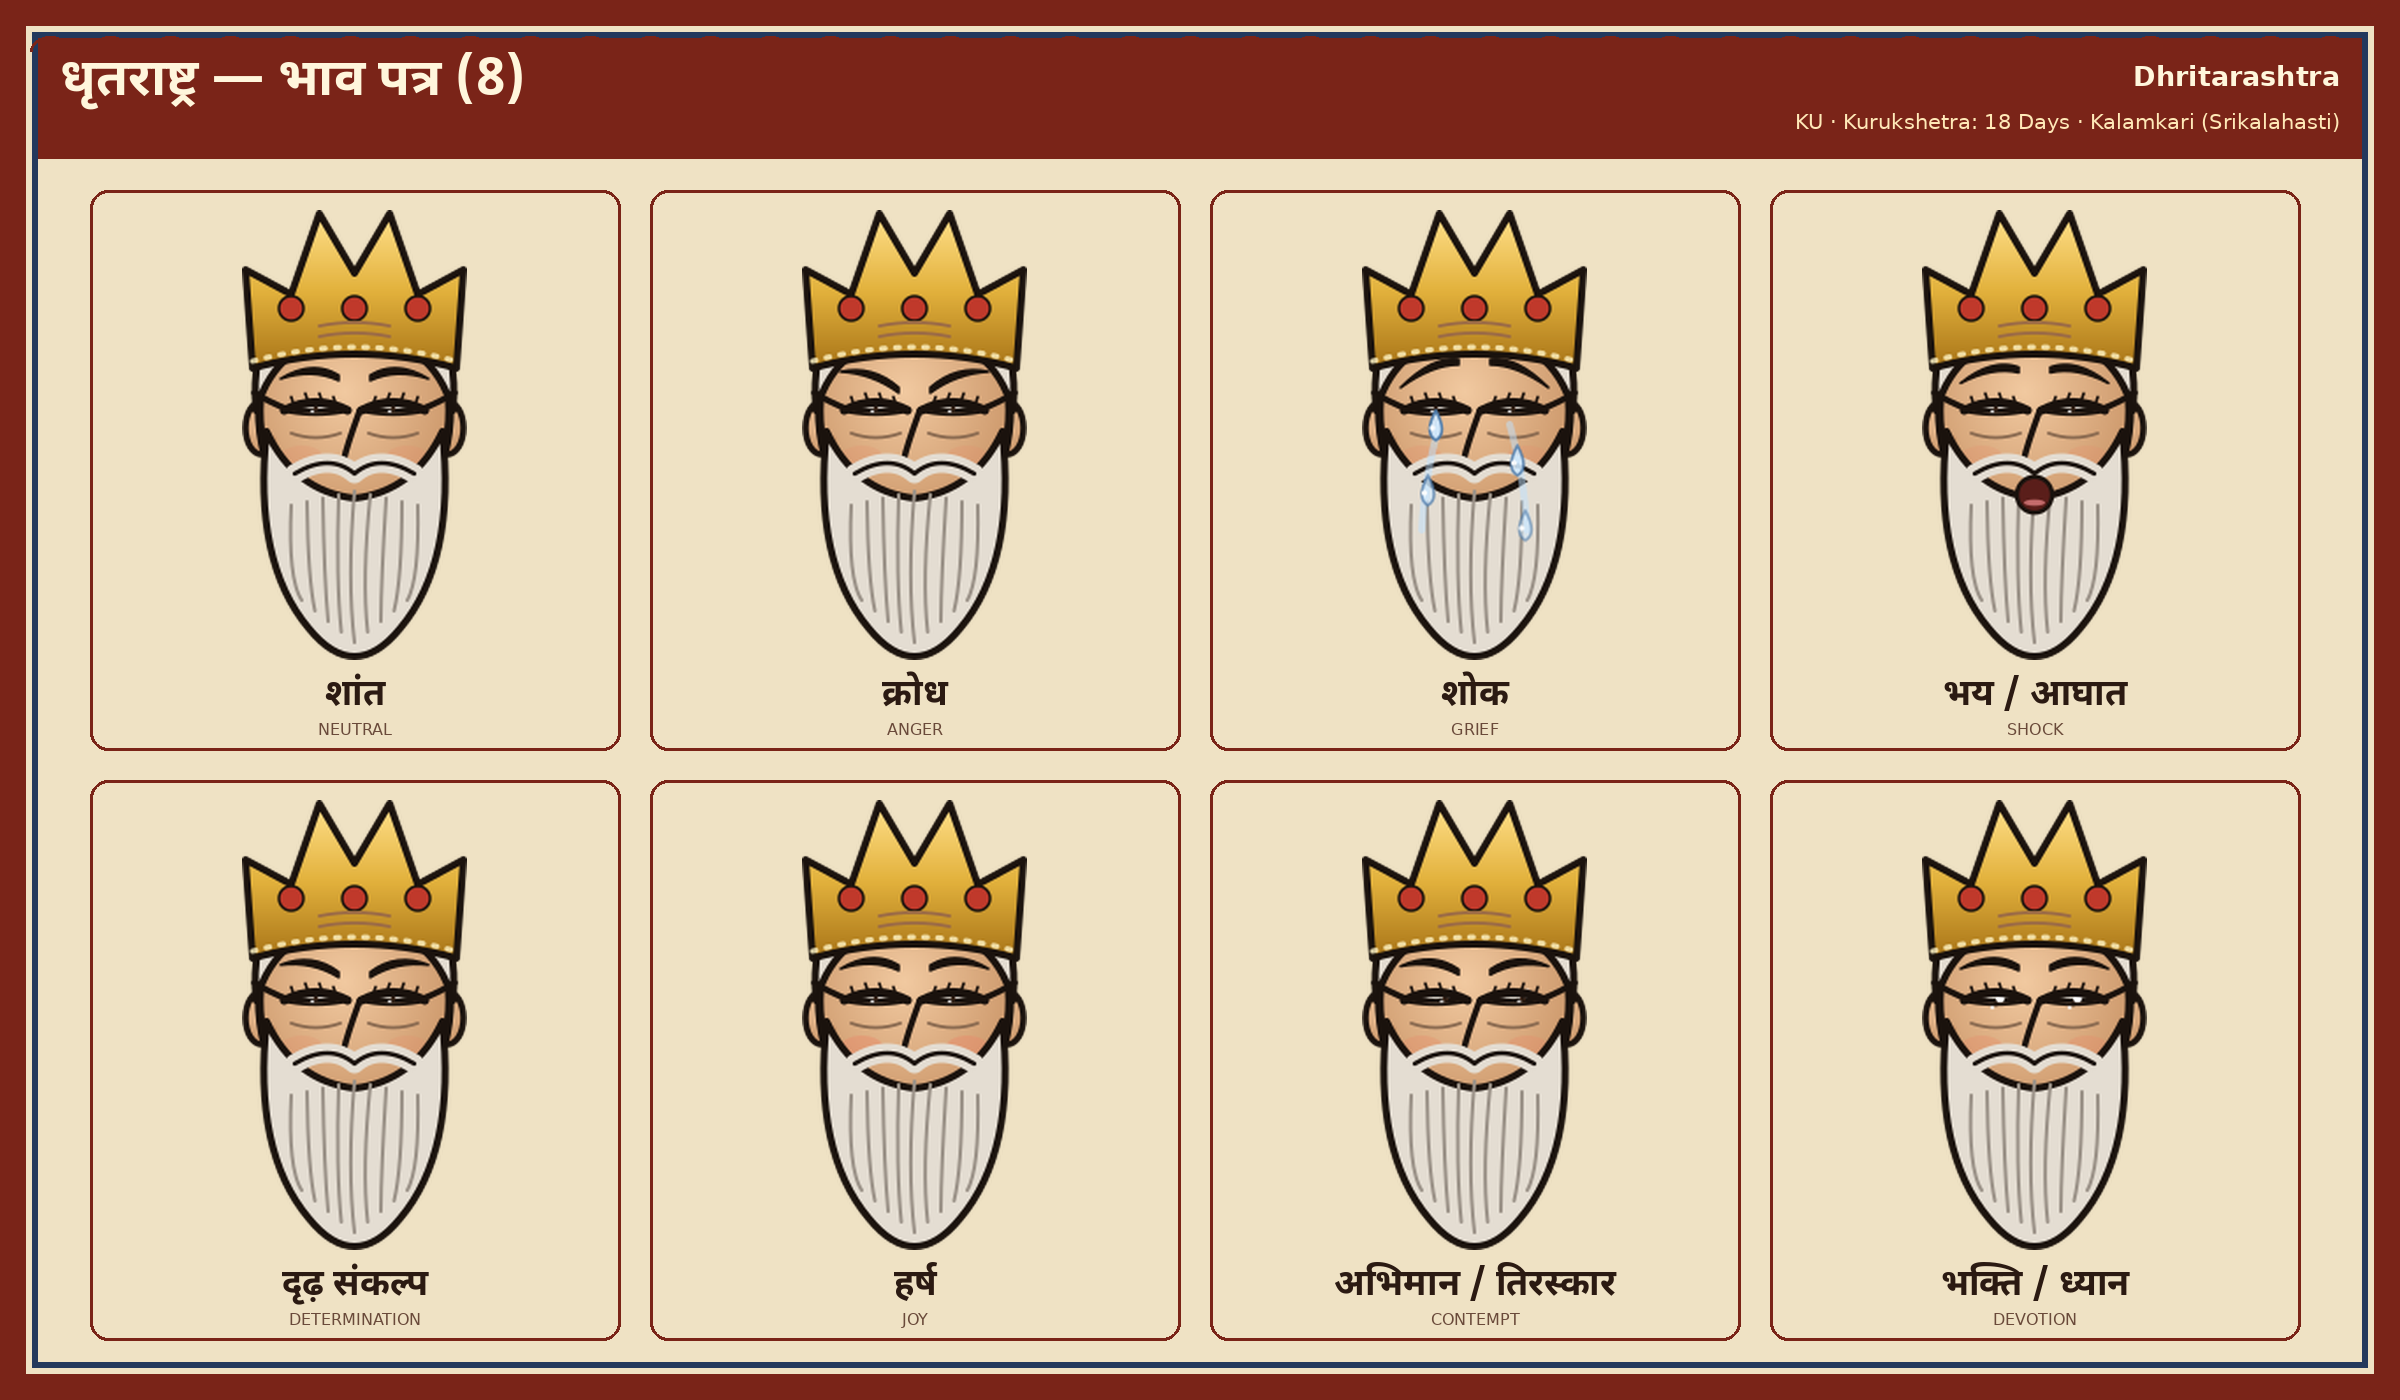 धृतराष्ट्र — भाव पत्र (8)
Dhritarashtra
KU · Kurukshetra: 18 Days · Kalamkari (Srikalahasti)
शांत
NEUTRAL
क्रोध
ANGER
शोक
GRIEF
भय / आघात
SHOCK
दृढ़ संकल्प
DETERMINATION
हर्ष
JOY
अभिमान / तिरस्कार
CONTEMPT
भक्ति / ध्यान
DEVOTION